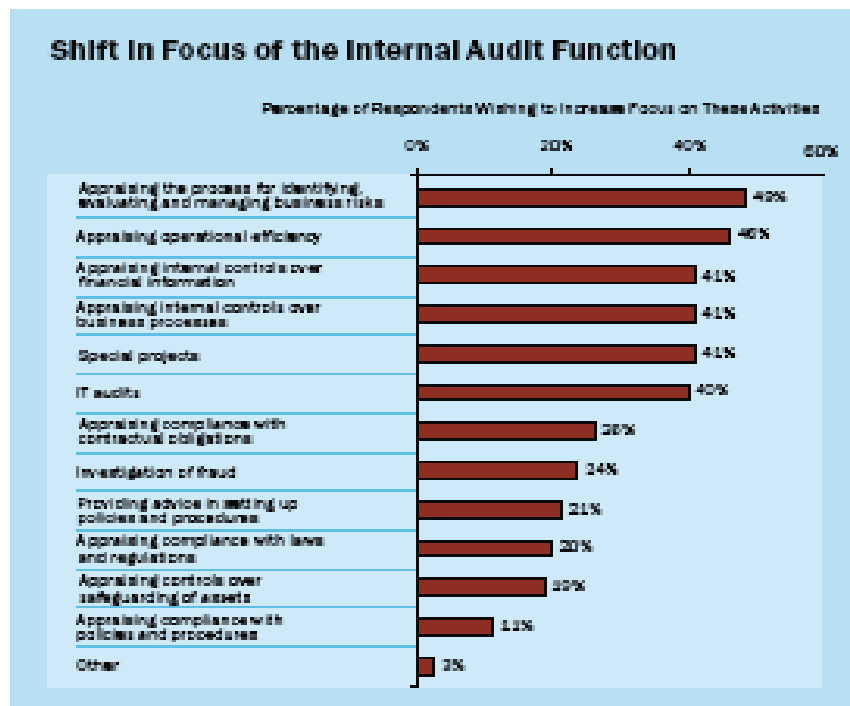 Shift in Focus of the Internal Audit Function
Percentage of Respondents Wishing to Increase Focus on These Activities
0% 20% 40% 60%
Appraising the process for identifying,
evaluating and managing business risks
Appraising operational efficiency 46%
Appraising internal controls over
financial information 41%
Appraising internal controls over
business processes 41%
Special projects 41%
IT audits 40%
Appraising compliance with
contractual obligations 26%
Investigation of fraud 24%
Providing advice in setting up
policies and procedures 21%
Appraising compliance with laws
and regulations 20%
Appraising controls over
safeguarding of assets 19%
Appraising compliance with
policies and procedures 11%
Other